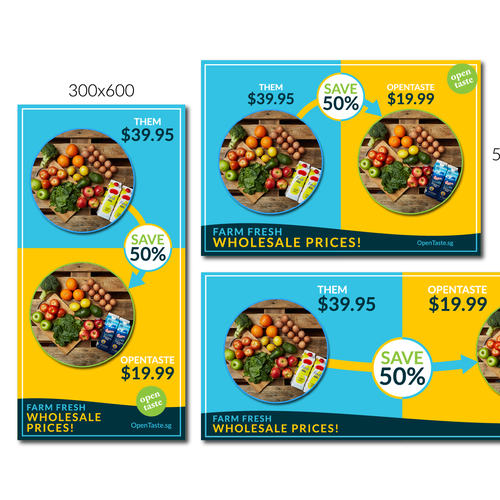 300x600
THEM
$39.95
SAVE
50%
OPENTASTE
$19.99
open
taste
FARM FRESH
WHOLESALE
PRICES!
OpenTaste.sg
THEM
$39.95
SAVE
50%
OPENTASTE
$19.99
open
taste
FARM FRESH
WHOLESALE PRICES!
OpenTaste.sg
5
THEM
$39.95
SAVE
50%
OPENTASTE
$19.99
FARM FRESH
WHOLESALE PRICES!